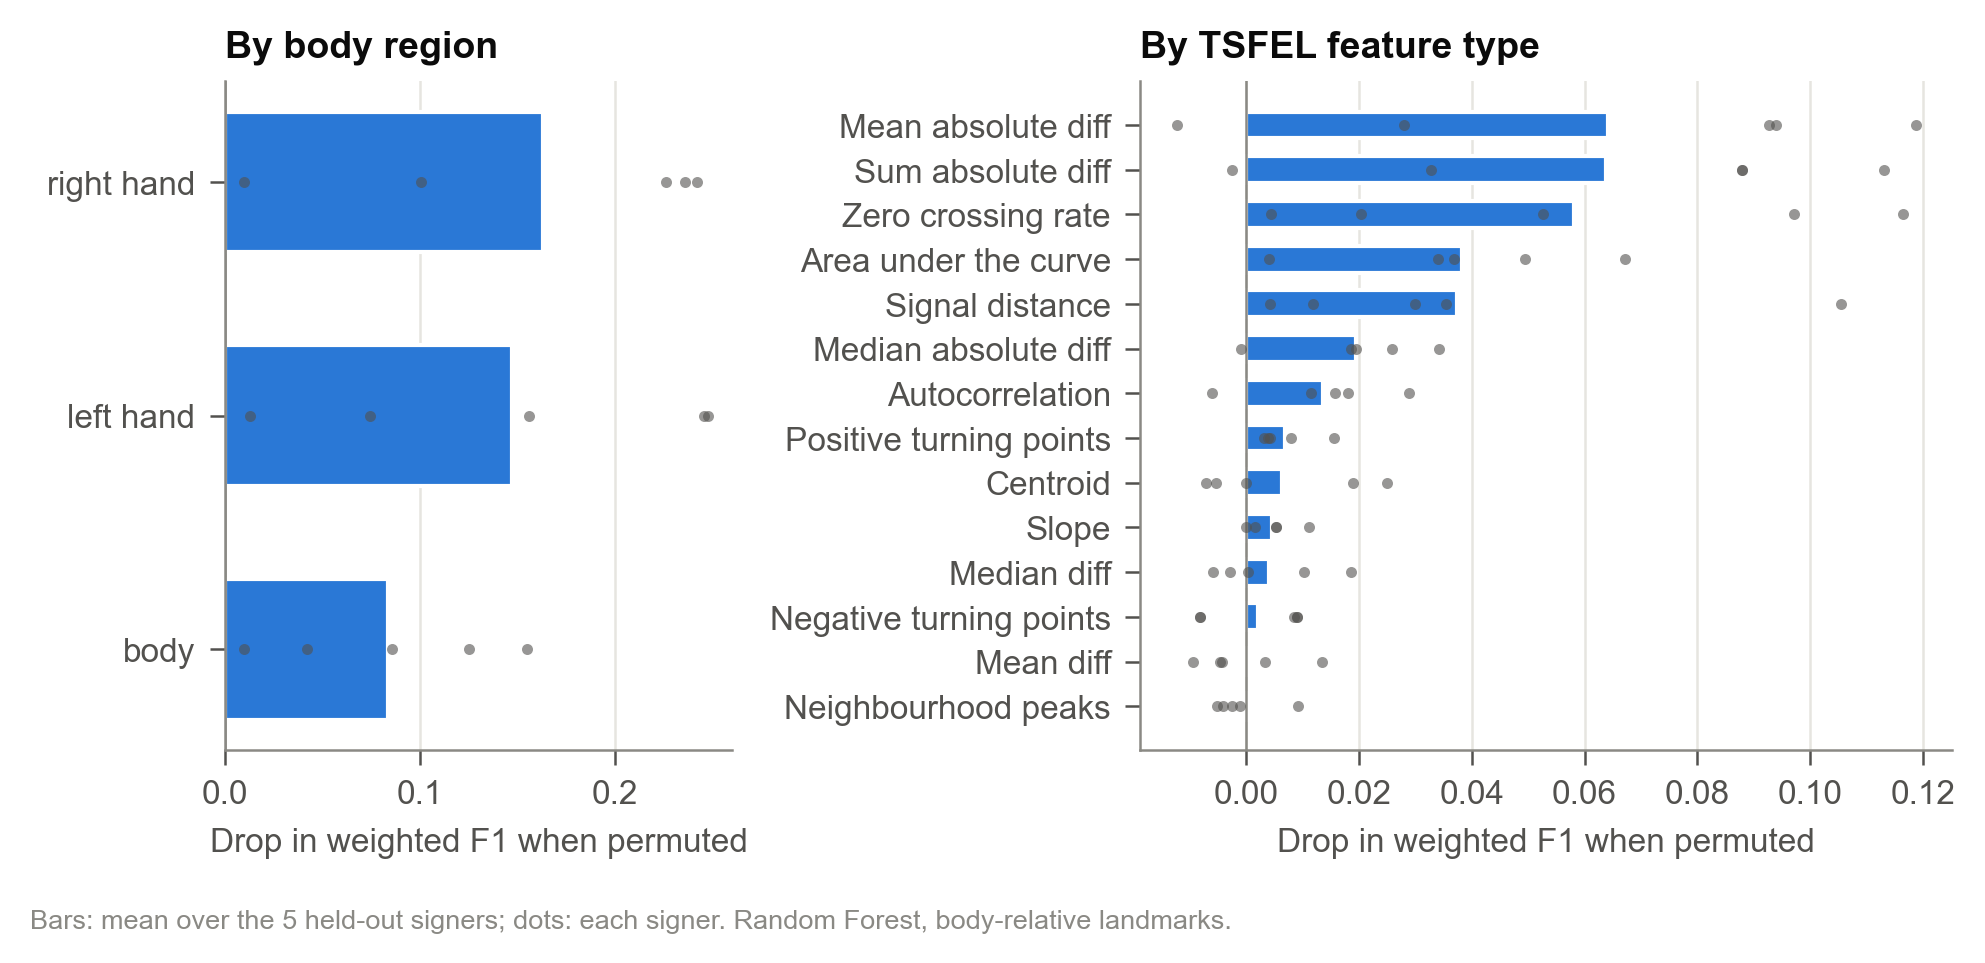 By body region
right hand
left hand
body
0.0 0.1 0.2
Drop in weighted F1 when permuted
By TSFEL feature type
Mean absolute diff
Sum absolute diff
Zero crossing rate
Area under the curve
Signal distance
Median absolute diff
Autocorrelation
Positive turning points
Centroid
Slope
Median diff
Negative turning points
Mean diff
Neighbourhood peaks
0.00 0.02 0.04 0.06 0.08 0.10 0.12
Drop in weighted F1 when permuted
Bars: mean over the 5 held-out signers; dots: each signer. Random Forest, body-relative landmarks.